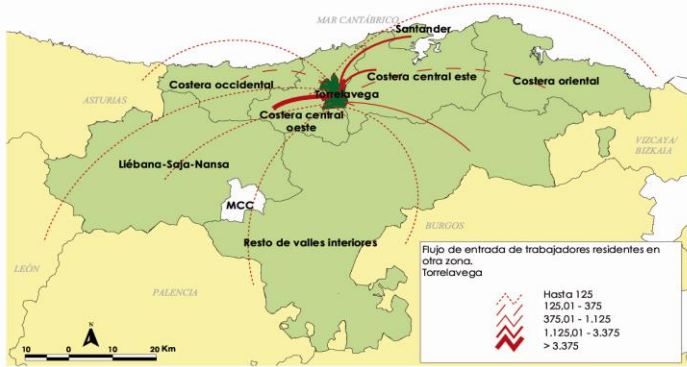 MAR CANTÁBRICO
Santander
Costera occidental
Costera central este
Costera oriental
ASTURIAS
Torrelavega
Costera central
oeste
VIZCAYA/
BIZKAIA
Liébana-Saja-Nansa
MCC
BURGOS
Resto de valles interiores
LEÓN
PALENCIA
Flujo de entrada de trabajadores residentes en
otra zona.
Torrelavega
Hasta 125
125,01 - 375
375,01 - 1.125
1.125,01 - 3.375
> 3.375
N
10 0 10 20 Km